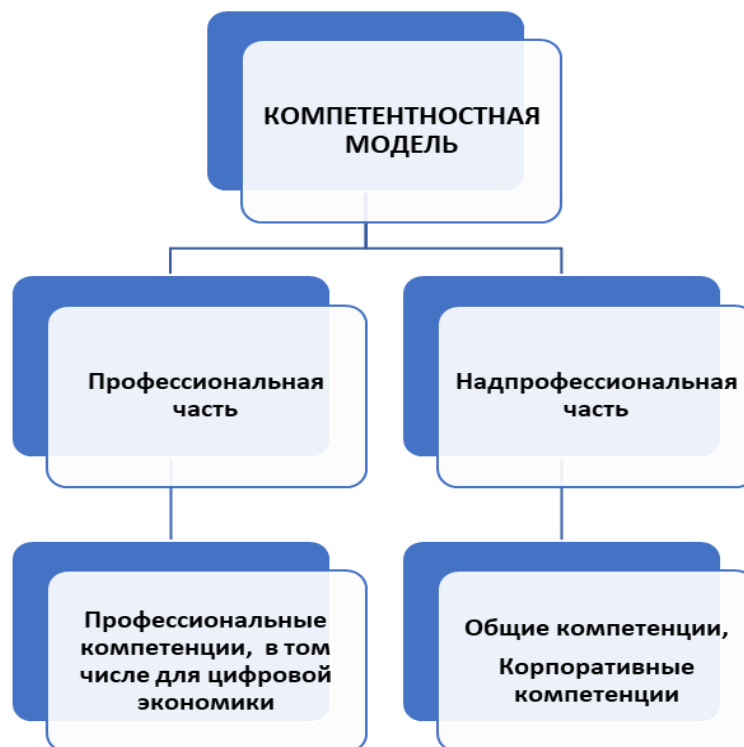 КОМПЕТЕНТНОСТНАЯ
МОДЕЛЬ
Профессиональная
часть
Надпрофессиональная
часть
Профессиональные
компетенции, в том
числе для цифровой
экономики
Общие компетенции,
Корпоративные
компетенции